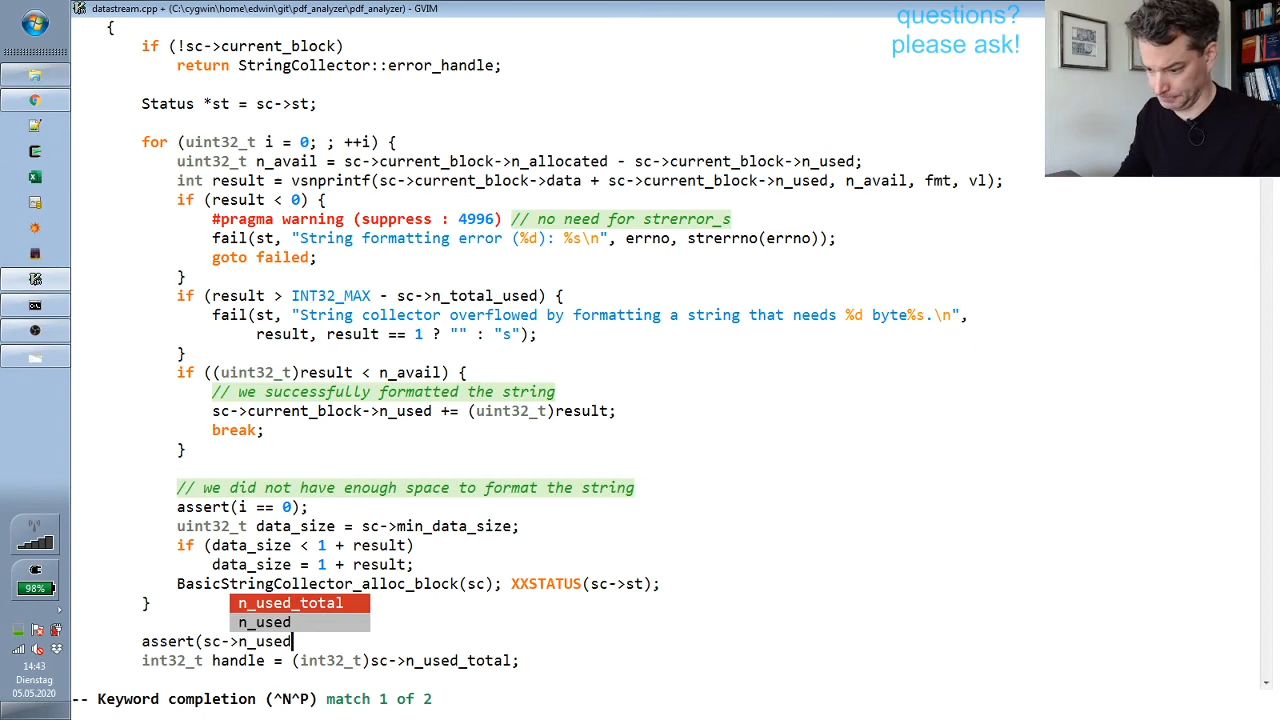 datastream.cpp + (C:\cygwin\home\edwin\git\pdf_analyzer\pdf_analyzer) - GVIM
questions?
please ask!
{
if (!sc->current_block)
return StringCollector::error_handle;
Status *st = sc->st;
for (uint32_t i = 0; ; ++i) {
uint32_t n_avail = sc->current_block->n_allocated - sc->current_block->n_used;
int result = vsnprintf(sc->current_block->data + sc->current_block->n_used, n_avail, fmt, vl);
if (result < 0) {
#pragma warning (suppress : 4996) // no need for strerror_s
fail(st, "String formatting error (%d): %s\n", errno, strerrno(errno));
goto failed;
}
if (result > INT32_MAX - sc->n_total_used) {
fail(st, "String collector overflowed by formatting a string that needs %d byte%s.\n",
result, result == 1 ? "" : "s");
}
if ((uint32_t)result < n_avail) {
// we successfully formatted the string
sc->current_block->n_used += (uint32_t)result;
break;
}
// we did not have enough space to format the string
assert(i == 0);
uint32_t data_size = sc->min_data_size;
if (data_size < 1 + result)
data_size = 1 + result;
BasicStringCollector_alloc_block(sc); XXSTATUS(sc->st);
}
n_used_total
n_used
assert(sc->n_used
int32_t handle = (int32_t)sc->n_used_total;
-- Keyword completion (^N^P) match 1 of 2
98%
14:43
Dienstag
05.05.2020